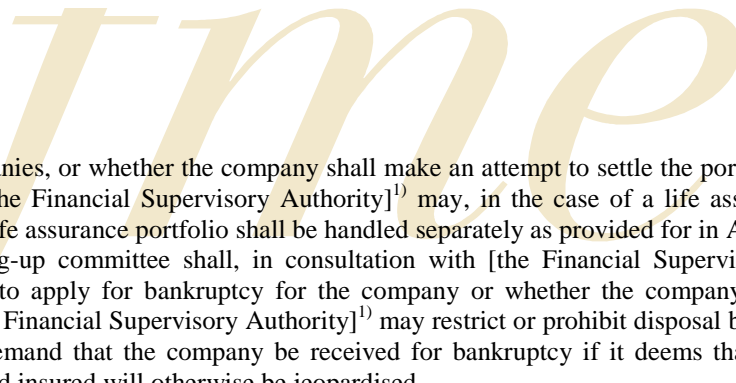 anies, or whether the company shall make an attempt to settle the por
he Financial Supervisory Authority]1) may, in the case of a life ass
ife assurance portfolio shall be handled separately as provided for in A
g-up committee shall, in consultation with [the Financial Supervi
to apply for bankruptcy for the company or whether the company
Financial Supervisory Authority]1) may restrict or prohibit disposal b
emand that the company be received for bankruptcy if it deems tha
d insured will otherwise be jeopardised